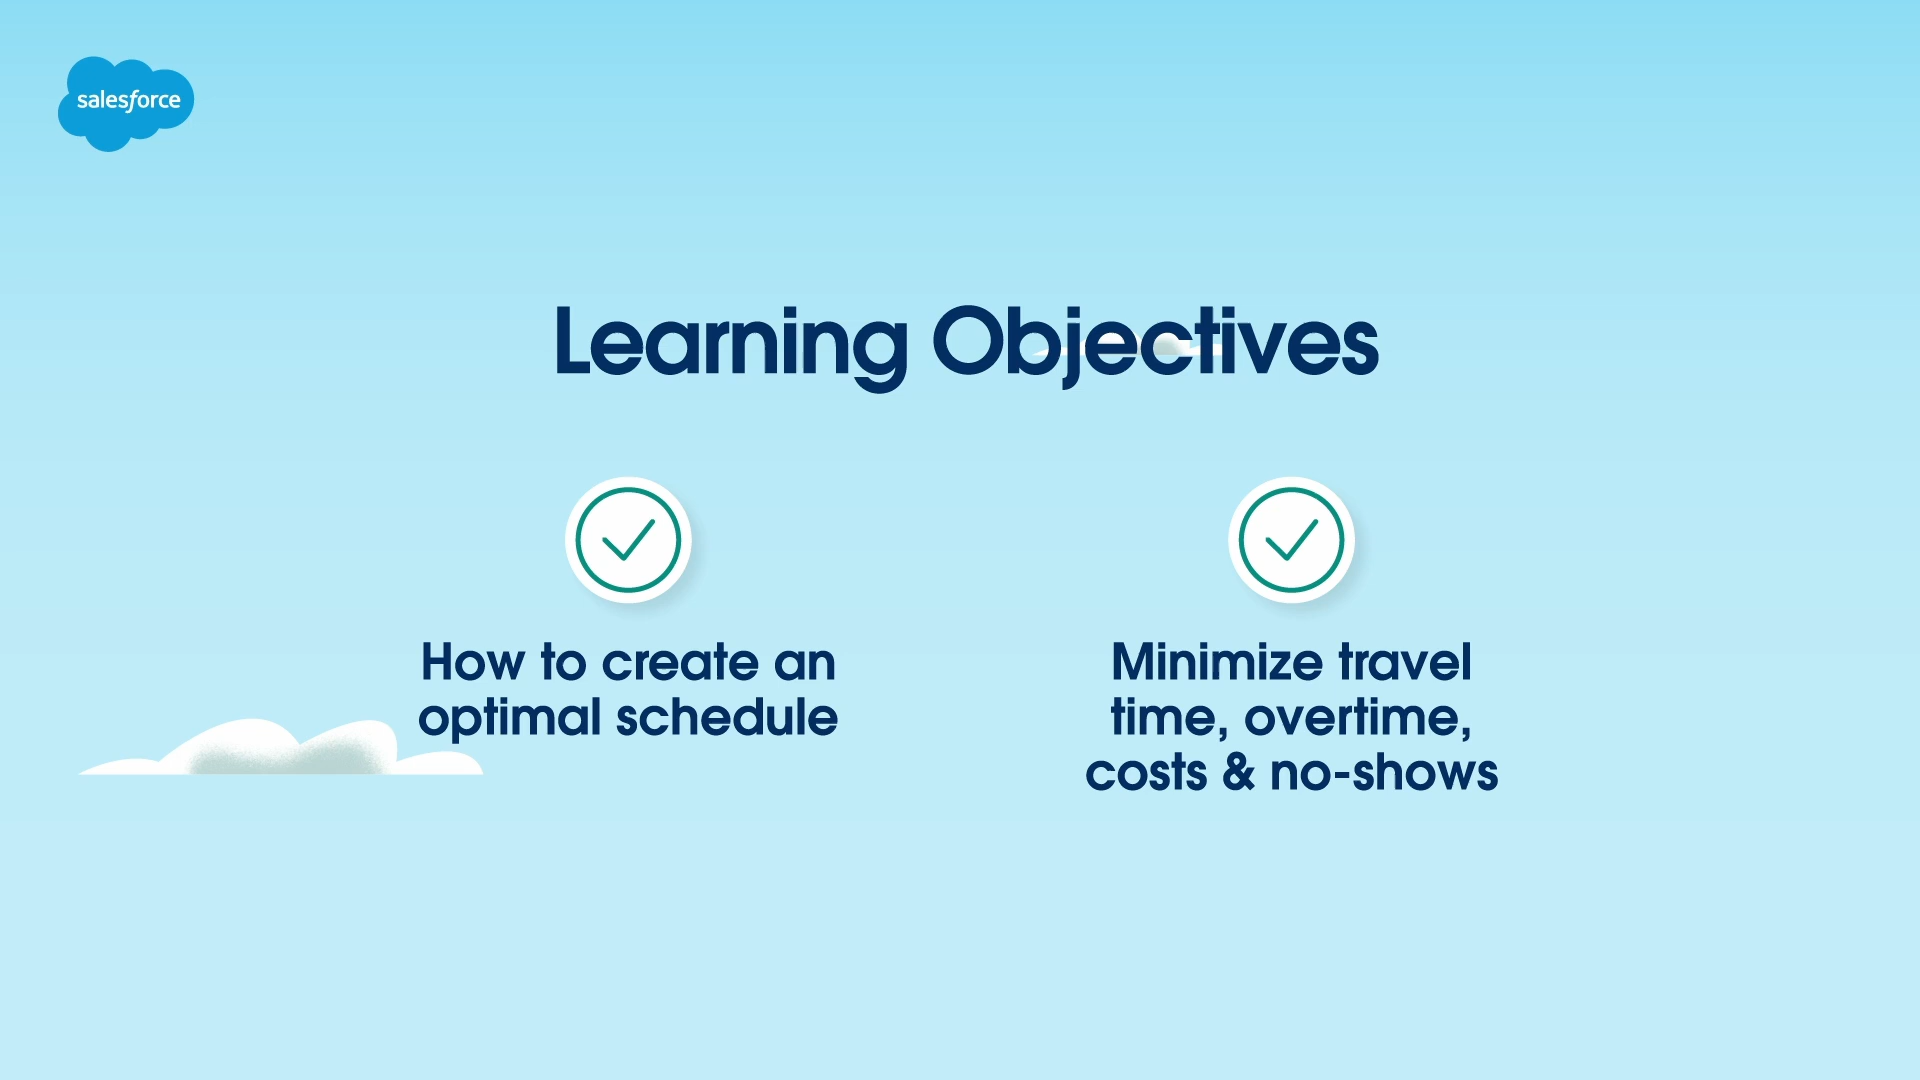 salesforce
Learning Objectives
How to create an
optimal schedule
Minimize travel
time, overtime,
costs & no-shows